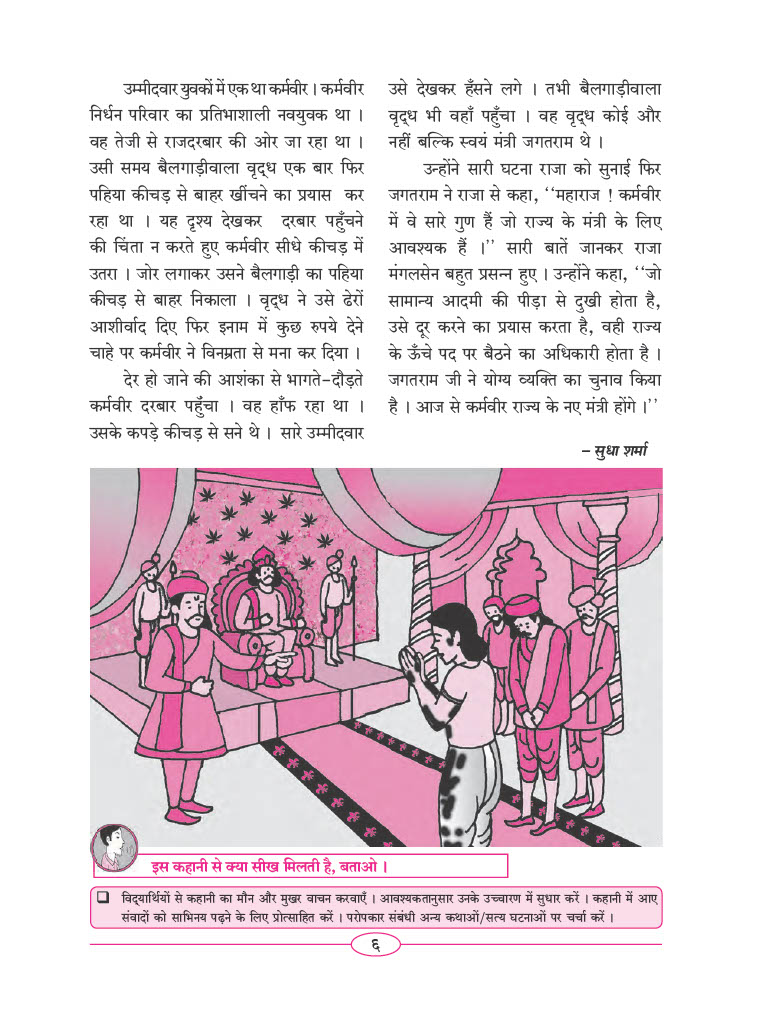 उम्मीदवार युवकों में एक था कर्मवीर । कर्मवीर
निर्धन परिवार का प्रतिभाशाली नवयुवक था ।
वह तेजी से राजदरबार की ओर जा रहा था ।
उसी समय बैलगाड़ीवाला वृद्ध एक बार फिर
पहिया कीचड़ से बाहर खींचने का प्रयास कर
रहा था । यह दृश्य देखकर दरबार पहुँचने
की चिंता न करते हुए कर्मवीर सीधे कीचड़ में
उतरा । जोर लगाकर उसने बैलगाड़ी का पहिया
कीचड़ से बाहर निकाला । वृद्ध ने उसे ढेरों
आशीर्वाद दिए फिर इनाम में कुछ रुपये देने
चाहे पर कर्मवीर ने विनम्रता से मना कर दिया ।
देर हो जाने की आशंका से भागते-दौड़ते
कर्मवीर दरबार पहुँचा । वह हाँफ रहा था ।
उसके कपड़े कीचड़ से सने थे । सारे उम्मीदवार
उसे देखकर हँसने लगे । तभी बैलगाड़ीवाला
वृद्ध भी वहाँ पहुँचा । वह वृद्ध कोई और
नहीं बल्कि स्वयं मंत्री जगतराम थे ।
उन्होंने सारी घटना राजा को सुनाई फिर
जगतराम ने राजा से कहा, ‘‘महाराज ! कर्मवीर
में वे सारे गुण हैं जो राज्य के मंत्री के लिए
आवश्यक हैं ।’’ सारी बातें जानकर राजा
मंगलसेन बहुत प्रसन्न हुए । उन्होंने कहा, ‘‘जो
सामान्य आदमी की पीड़ा से दुखी होता है,
उसे दूर करने का प्रयास करता है, वही राज्य
के ऊँचे पद पर बैठने का अधिकारी होता है ।
जगतराम जी ने योग्य व्यक्ति का चुनाव किया
है । आज से कर्मवीर राज्य के नए मंत्री होंगे ।’’
– सुधा शर्मा
इस कहानी से क्या सीख मिलती है, बताओ ।
❑ विद्यार्थियों से कहानी का मौन और मुखर वाचन करवाएँ । आवश्यकतानुसार उनके उच्चारण में सुधार करें । कहानी में आए
संवादों को साभिनय पढ़ने के लिए प्रोत्साहित करें । परोपकार संबंधी अन्य कथाओं/सत्य घटनाओं पर चर्चा करें ।
६